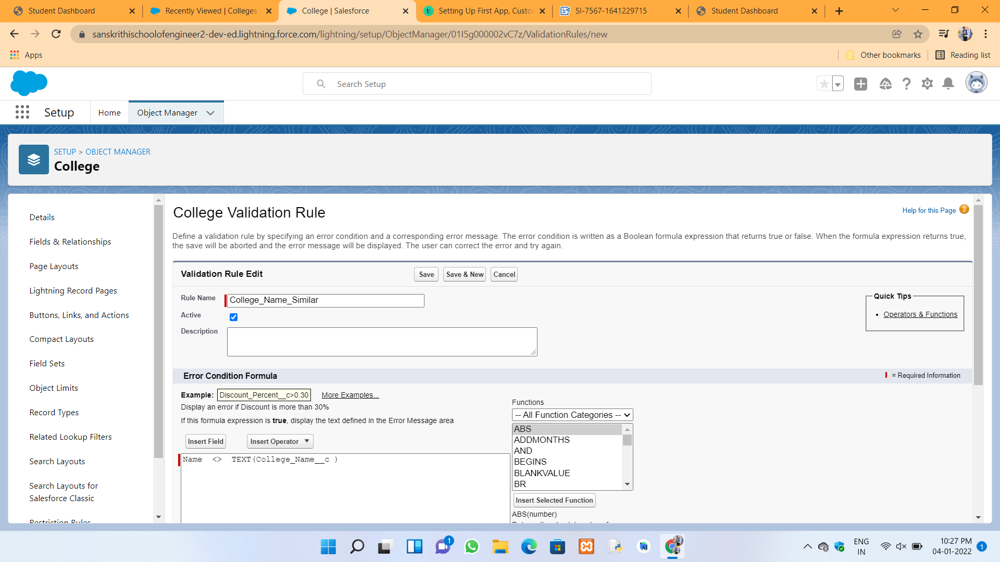 Student Dashboard
Recently Viewed | Colleges
College | Salesforce
Setting Up First App, Custo
SI-7567-1641229715
Student Dashboard
sanskrithischoolofengineer2-dev-ed.lightning.force.com/lightning/setup/ObjectManager/01I5g000002vC7z/ValidationRules/new
Apps
Other bookmarks
Reading list
Search Setup
Setup
Home
Object Manager
SETUP > OBJECT MANAGER
College
Details
Fields & Relationships
Page Layouts
Lightning Record Pages
Buttons, Links, and Actions
Compact Layouts
Field Sets
Object Limits
Record Types
Related Lookup Filters
Search Layouts
Search Layouts for
Salesforce Classic
Restriction Rules
College Validation Rule
Help for this Page ?
Define a validation rule by specifying an error condition and a corresponding error message. The error condition is written as a Boolean formula expression that returns true or false. When the formula expression returns true,
the save will be aborted and the error message will be displayed. The user can correct the error and try again.
Validation Rule Edit
Save
Save & New
Cancel
Rule Name
College_Name_Similar
Active
Description
Quick Tips
• Operators & Functions
Error Condition Formula
= Required Information
Example: Discount_Percent__c>0.30 More Examples...
Display an error if Discount is more than 30%
If this formula expression is true, display the text defined in the Error Message area
Insert Field
Insert Operator
Name <> TEXT(College_Name__c )
Functions
-- All Function Categories --
ABS
ADDMONTHS
AND
BEGINS
BLANKVALUE
BR
Insert Selected Function
ABS(number)
1
ENG
IN
10:27 PM
04-01-2022
1